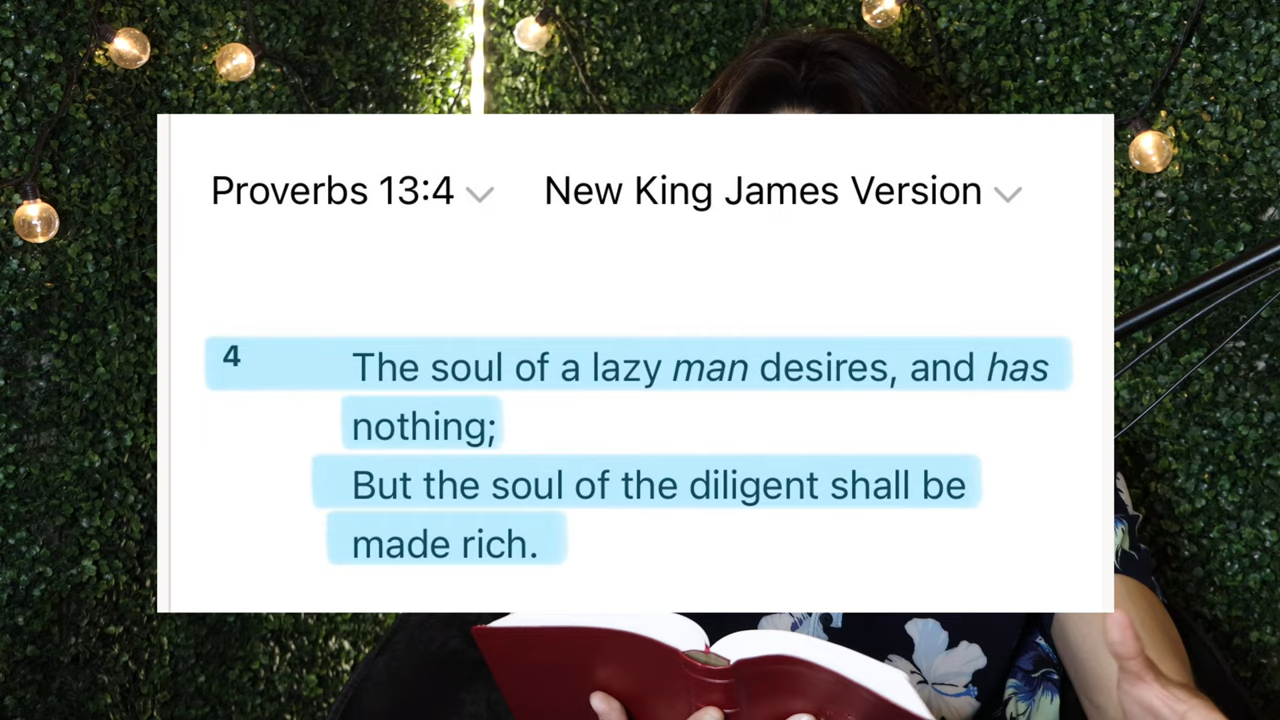 Proverbs 13:4 New King James Version
4 The soul of a lazy man desires, and has
nothing;
But the soul of the diligent shall be
made rich.